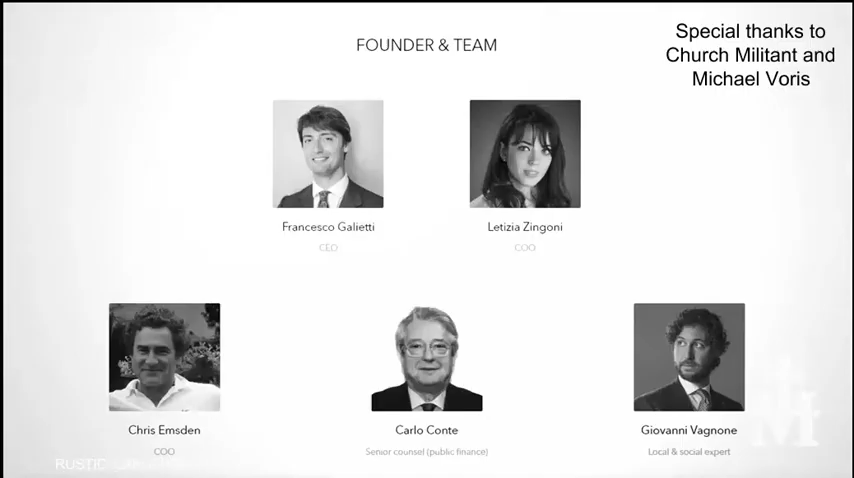 FOUNDER & TEAM
Special thanks to
Church Militant and
Michael Voris
Francesco Galietti
CEO
Letizia Zingoni
COO
Chris Emsden
COO
Carlo Conte
Senior counsel (public finance)
Giovanni Vagnone
Local & social expert
M